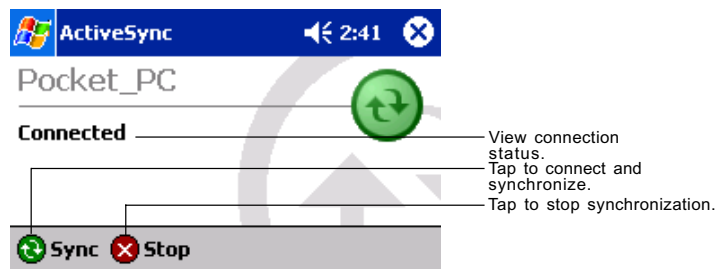 ActiveSync 2:41
Pocket_PC
Connected
View connection
status.
Tap to connect and
synchronize.
Tap to stop synchronization.
Sync Stop